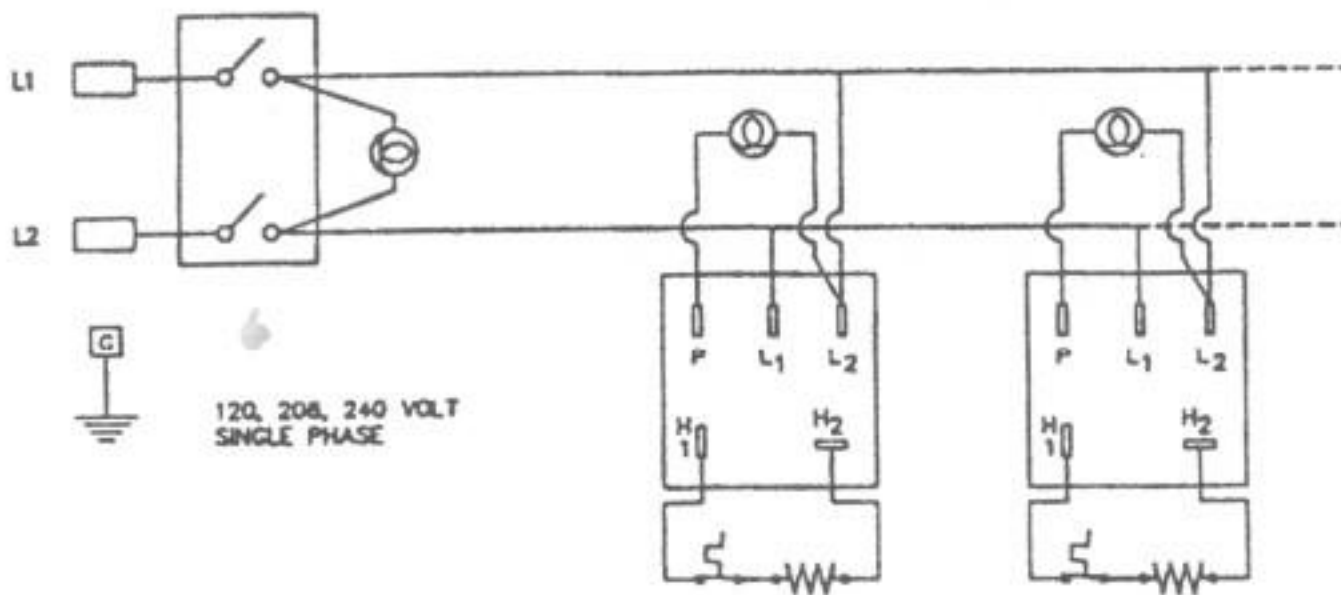 L1
L2
G
120, 208, 240 VOLT
SINGLE PHASE
P L1 L2
H1 H2
P L1 L2
H1 H2